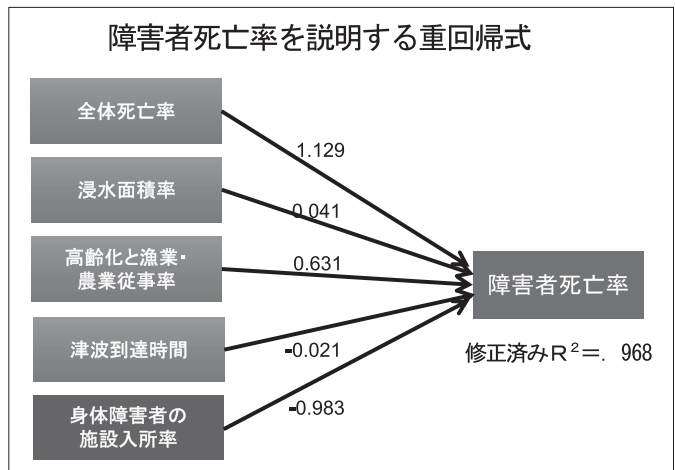 障害者死亡率を説明する重回帰式
全体死亡率
1.129
浸水面積率
0.041
高齢化と漁業・
農業従事率
0.631
障害者死亡率
津波到達時間
-0.021
修正済みR²=. 968
身体障害者の
施設入所率
-0.983